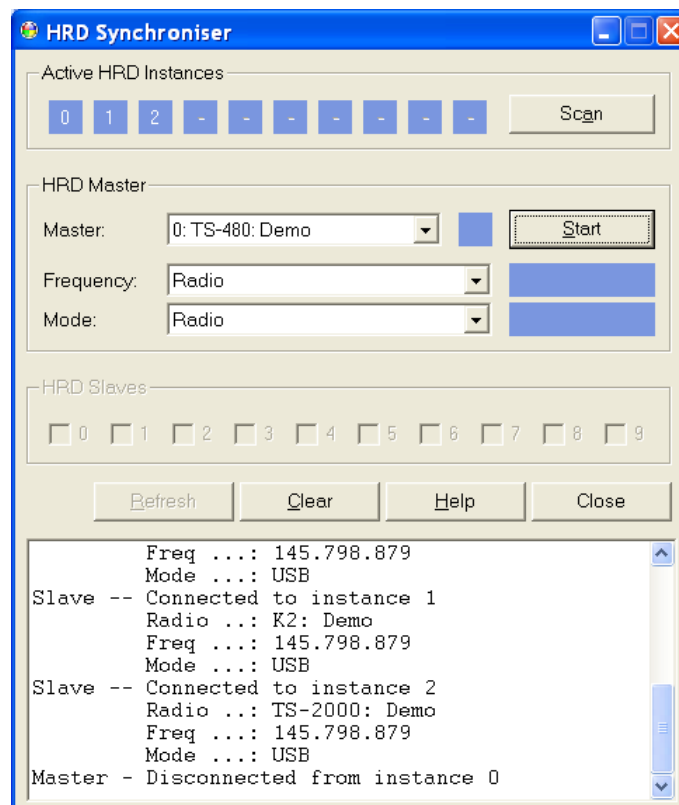 HRD Synchroniser
Active HRD Instances
0 1 2 - - - - - - - Scan
HRD Master
Master: 0: TS-480: Demo Start
Frequency: Radio
Mode: Radio
HRD Slaves
0 1 2 3 4 5 6 7 8 9
Refresh Clear Help Close
Freq ...: 145.798.879
Mode ...: USB
Slave -- Connected to instance 1
Radio ..: K2: Demo
Freq ...: 145.798.879
Mode ...: USB
Slave -- Connected to instance 2
Radio ..: TS-2000: Demo
Freq ...: 145.798.879
Mode ...: USB
Master - Disconnected from instance 0